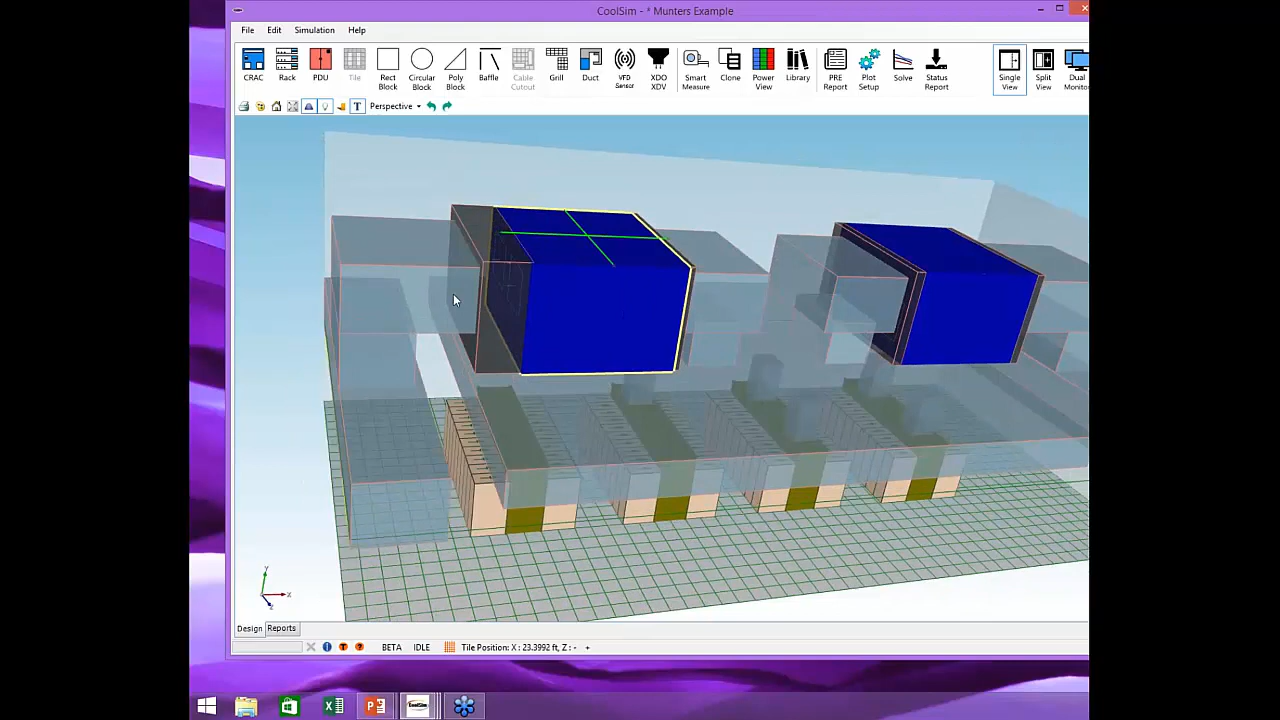 CoolSim - * Munters Example
File Edit Simulation Help
CRAC Rack PDU Tile Rect Block Circular Block Poly Block Baffle Cable Cutout Grill Duct VFD Sensor XDO XDV Smart Measure Clone Power View Library PRE Report Plot Setup Solve Status Report Single View Split View Dual Monitor
T Perspective
Y
X
Z
Design Reports
BETA IDLE Tile Position: X : 23.3992 ft, Z : -
CoolSim